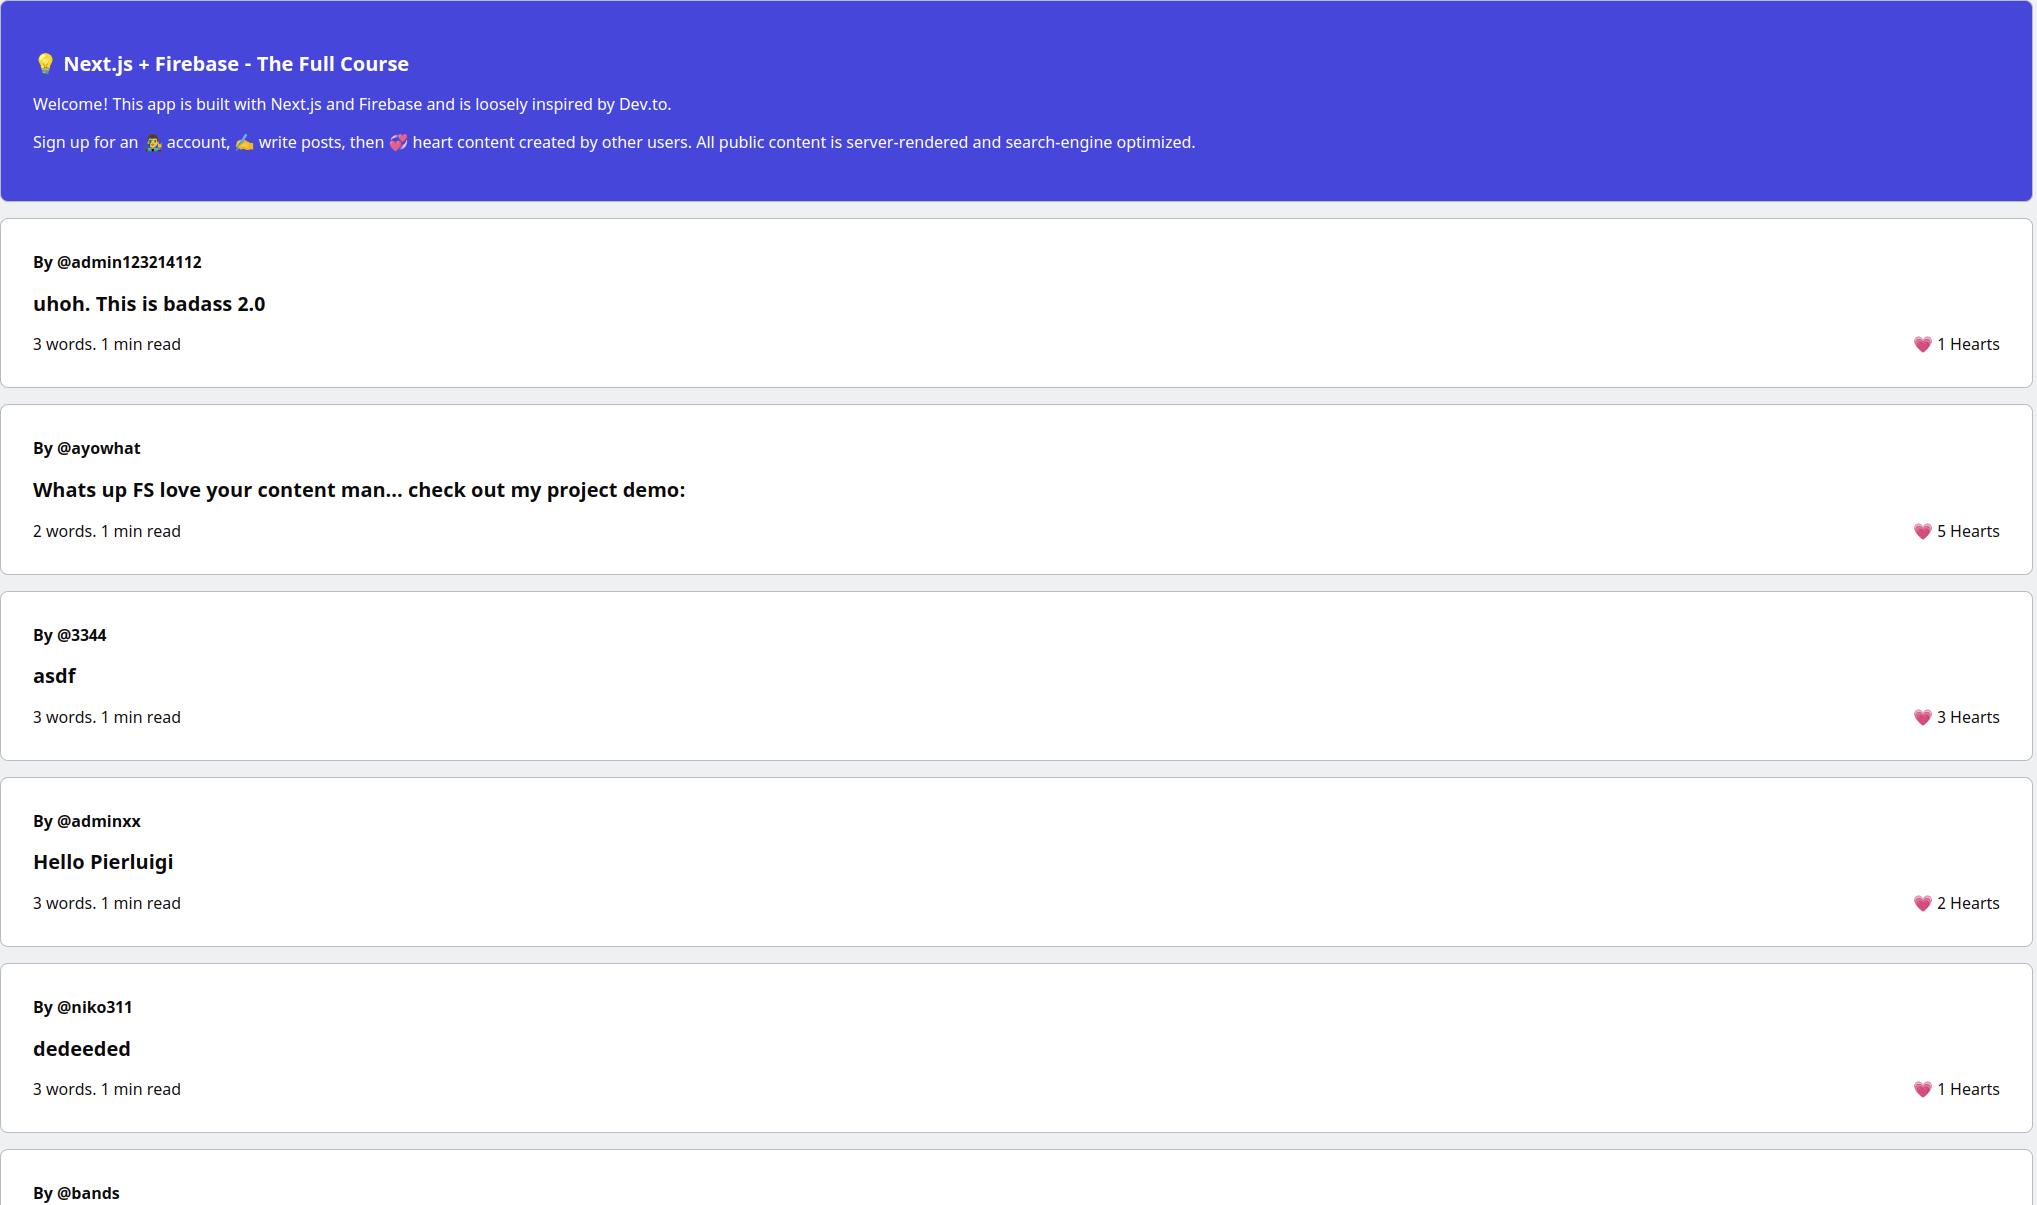 💡 Next.js + Firebase - The Full Course
Welcome! This app is built with Next.js and Firebase and is loosely inspired by Dev.to.
Sign up for an 👨‍🎤 account, ✍️ write posts, then 💞 heart content created by other users. All public content is server-rendered and search-engine optimized.
By @admin123214112
uhoh. This is badass 2.0
3 words. 1 min read 💗 1 Hearts
By @ayowhat
Whats up FS love your content man... check out my project demo:
2 words. 1 min read 💗 5 Hearts
By @3344
asdf
3 words. 1 min read 💗 3 Hearts
By @adminxx
Hello Pierluigi
3 words. 1 min read 💗 2 Hearts
By @niko311
dedeeded
3 words. 1 min read 💗 1 Hearts
By @bands